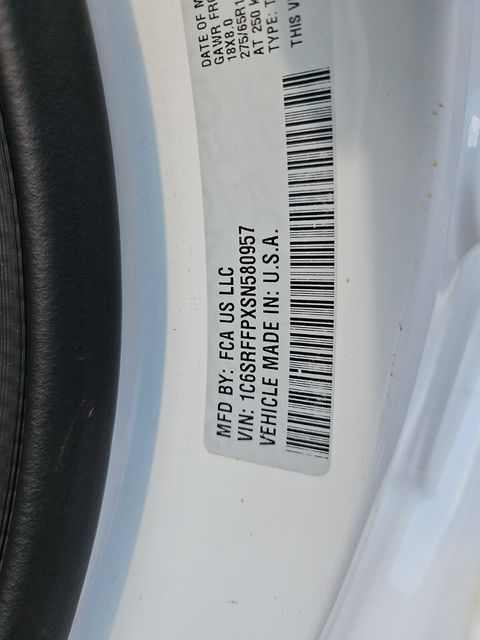 DATE OF M
GAWR FR
18X8.0
275/65R1
AT 250 K
TYPE: T
THIS V
MFD BY: FCA US LLC
VIN: 1C6SRFFPXSN580957
VEHICLE MADE IN: U.S.A.